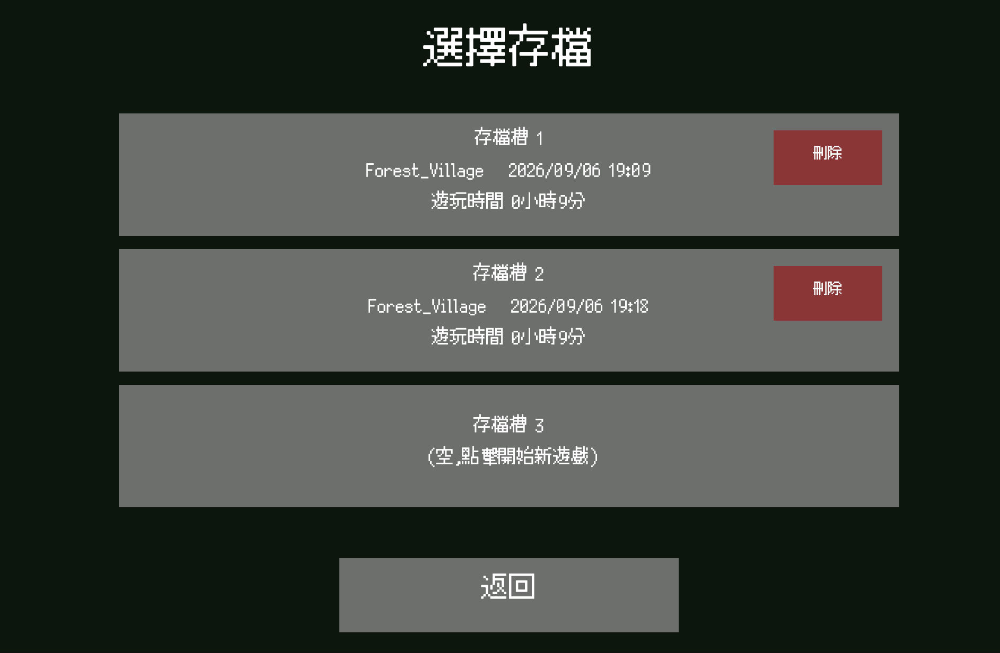 選擇存檔
存檔槽 1
刪除
Forest_Village 2026/09/06 19:09
遊玩時間 0小時9分
存檔槽 2
刪除
Forest_Village 2026/09/06 19:18
遊玩時間 0小時9分
存檔槽 3
(空,點擊開始新遊戲)
返回